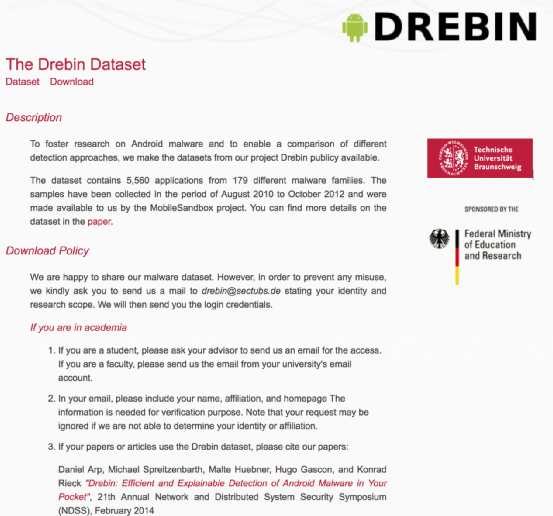 DREBIN
The Drebin Dataset
Dataset Download
Description
To foster research on Android malware and to enable a comparison of different
detection approaches, we make the datasets from our project Drebin publicy available.
The dataset contains 5,560 applications from 179 different malware families. The
samples have been collected in the period of August 2010 to October 2012 and were
made available to us by the MobileSandbox project. You can find more details on the
dataset in the paper.
Technische
Universität
Braunschweig
SPONSORED BY THE
Federal Ministry
of Education
and Research
Download Policy
We are happy to share our malware dataset. However, in order to prevent any misuse,
we kindly ask you to send us a mail to drebin@sectubs.de stating your identity and
research scope. We will then send you the login credentials.
If you are in academia
1. If you are a student, please ask your advisor to send us an email for the access.
If you are a faculty, please send us the email from your university's email
account.
2. In your email, please include your name, affiliation, and homepage The
information is needed for verification purpose. Note that your request may be
ignored if we are not able to determine your identity or affiliation.
3. If your papers or articles use the Drebin dataset, please cite our papers:
Daniel Arp, Michael Spreitzenbarth, Malte Huebner, Hugo Gascon, and Konrad
Rieck "Drebin: Efficient and Explainable Detection of Android Malware in Your
Pocket", 21th Annual Network and Distributed System Security Symposium
(NDSS), February 2014